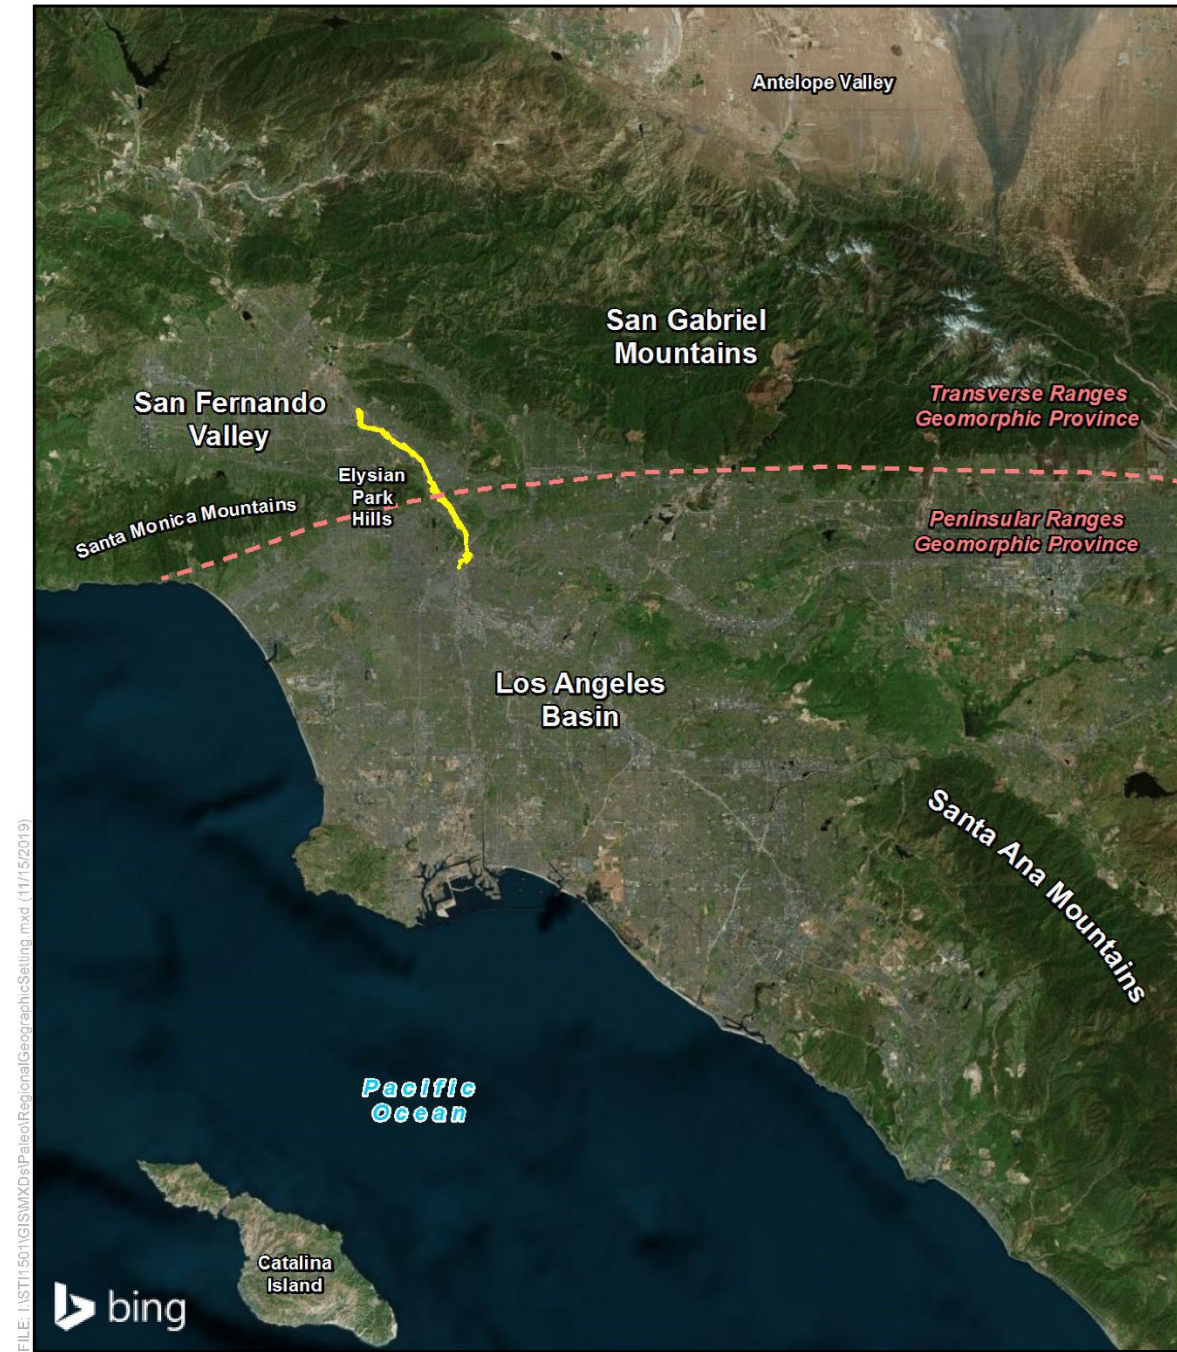 Antelope Valley
San Gabriel
Mountains
Transverse Ranges
Geomorphic Province
San Fernando
Valley
Elysian
Park
Hills
Santa Monica Mountains
Peninsular Ranges
Geomorphic Province
Los Angeles
Basin
Santa Ana Mountains
Pacific
Ocean
Catalina
Island
bing
FILE: I:\STI1501\GIS\MXDs\Paleo\RegionalGeographicSetting.mxd (11/15/2019)